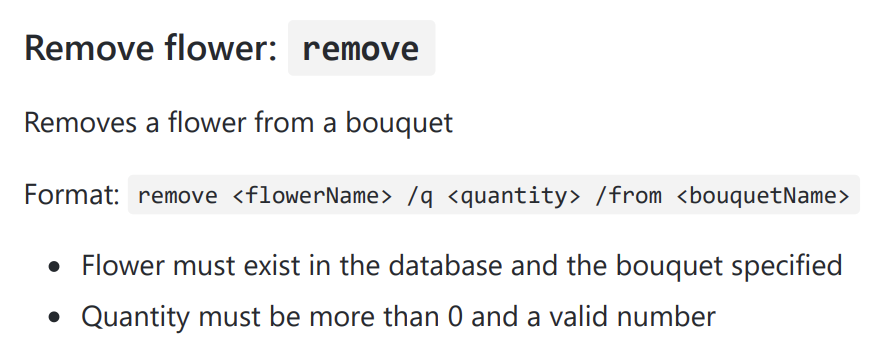 Remove flower: remove
Removes a flower from a bouquet
Format: remove <flowerName> /q <quantity> /from <bouquetName>
• Flower must exist in the database and the bouquet specified
• Quantity must be more than 0 and a valid number